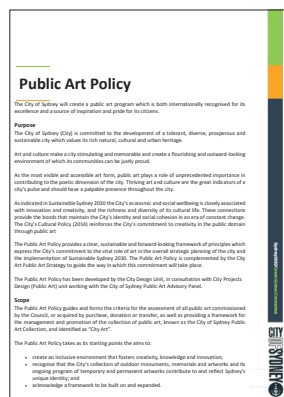 Public Art Policy
The City of Sydney will create a public art program which is both internationally recognised for its
excellence and a source of inspiration and pride for its citizens.
Purpose
The City of Sydney (City) is committed to the development of a tolerant, diverse, prosperous and
sustainable city which values its rich natural, cultural and urban heritage.
Art and culture make a city stimulating and memorable and create a flourishing and outward-looking
environment of which its communities can be justly proud.
As the most visible and accessible art form, public art plays a role of unprecedented importance in
contributing to the poetic dimension of the city. Thriving art and culture are the great indicators of a
city's pulse and should have a palpable presence throughout the city.
As indicated in Sustainable Sydney 2030 the City's economic and social wellbeing is closely associated
with innovation and creativity, and the richness and diversity of its cultural life. These connections
provide the bonds that maintain the City's identity and social cohesion in an era of constant change.
The City's Cultural Policy (2014) reinforces the City's commitment to creativity in the public domain
through public art
The Public Art Policy provides a clear, sustainable and forward-looking framework of principles which
express the City's commitment to the vital role of art in the overall strategic planning of the city and
the implementation of Sustainable Sydney 2030. The Public Art Policy is complemented by the City
Art Public Art Strategy to guide the way in which this commitment will take place.
The Public Art Policy has been developed by the City Design Unit, in consultation with City Projects
Design (Public Art) unit working with the City of Sydney Public Art Advisory Panel.
Scope
The Public Art Policy guides and forms the criteria for the assessment of all public art commissioned
by the Council, or acquired by purchase, donation or transfer, as well as providing a framework for
the management and promotion of the collection of public art, known as the City of Sydney Public
Art Collection, and identified as "City Art".
The Public Art Policy takes as its starting points the aims to:
• create an inclusive environment that fosters creativity, knowledge and innovation;
• recognise that the City's collection of outdoor monuments, memorials and artworks and its
ongoing program of temporary and permanent artworks contribute to and reflect Sydney's
unique identity; and
• acknowledge a framework to be built on and expanded.
CITY OF SYDNEY